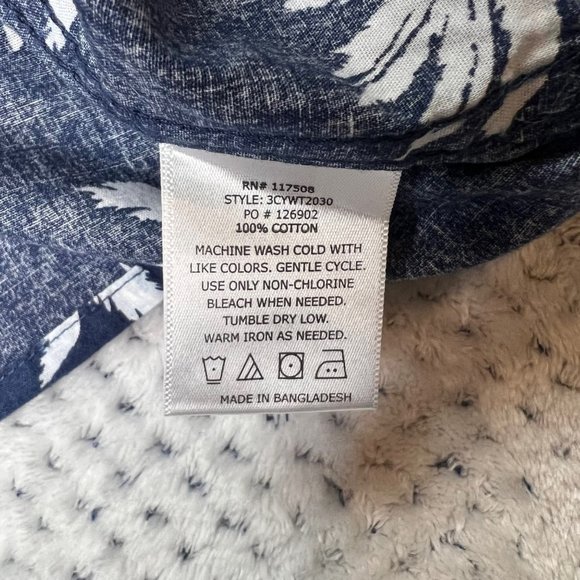 RN# 117508
STYLE: 3CYWT2030
PO # 126902
100% COTTON
MACHINE WASH COLD WITH
LIKE COLORS. GENTLE CYCLE.
USE ONLY NON-CHLORINE
BLEACH WHEN NEEDED.
TUMBLE DRY LOW.
WARM IRON AS NEEDED.
MADE IN BANGLADESH